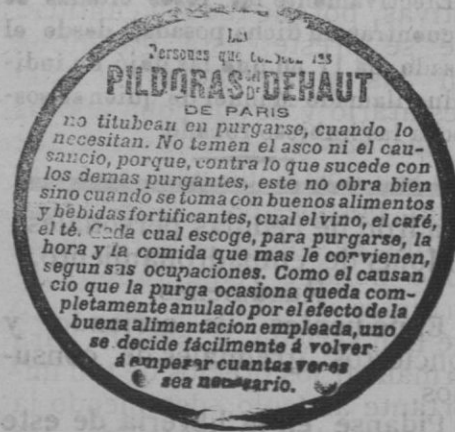 Las
Personas que conocen las
PILDORAS DEL DR DEHAUT
DE PARIS
no titubean en purgarse, cuando lo
necesitan. No temen el asco ni el cau-
sancio, porque, contra lo que sucede con
los demas purgantes, este no obra bien
sino cuando se toma con buenos alimentos
y bebidas fortificantes, cual el vino, el café,
el té. Cada cual escoge, para purgarse, la
hora y la comida que mas le convienen,
segun sus ocupaciones. Como el causan
cio que la purga ocasiona queda com-
pletamente anulado por el efecto de la
buena alimentacion empleada, uno
se decide fácilmente á volver
á empezar cuantas veces
sea necesario.